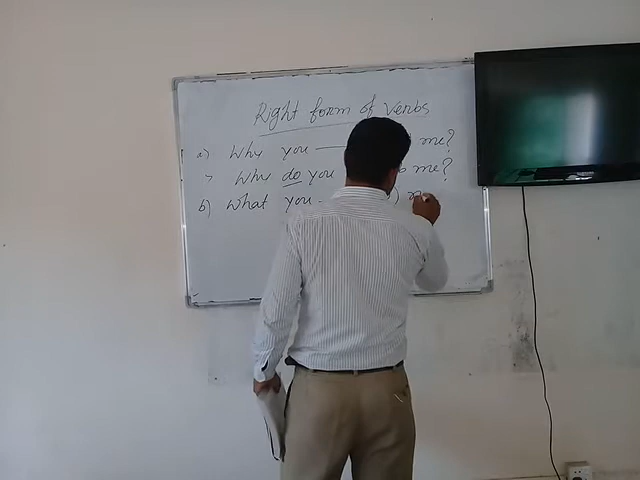 Right form of Verbs
a) Why you me?
> Why do you me?
b) What you